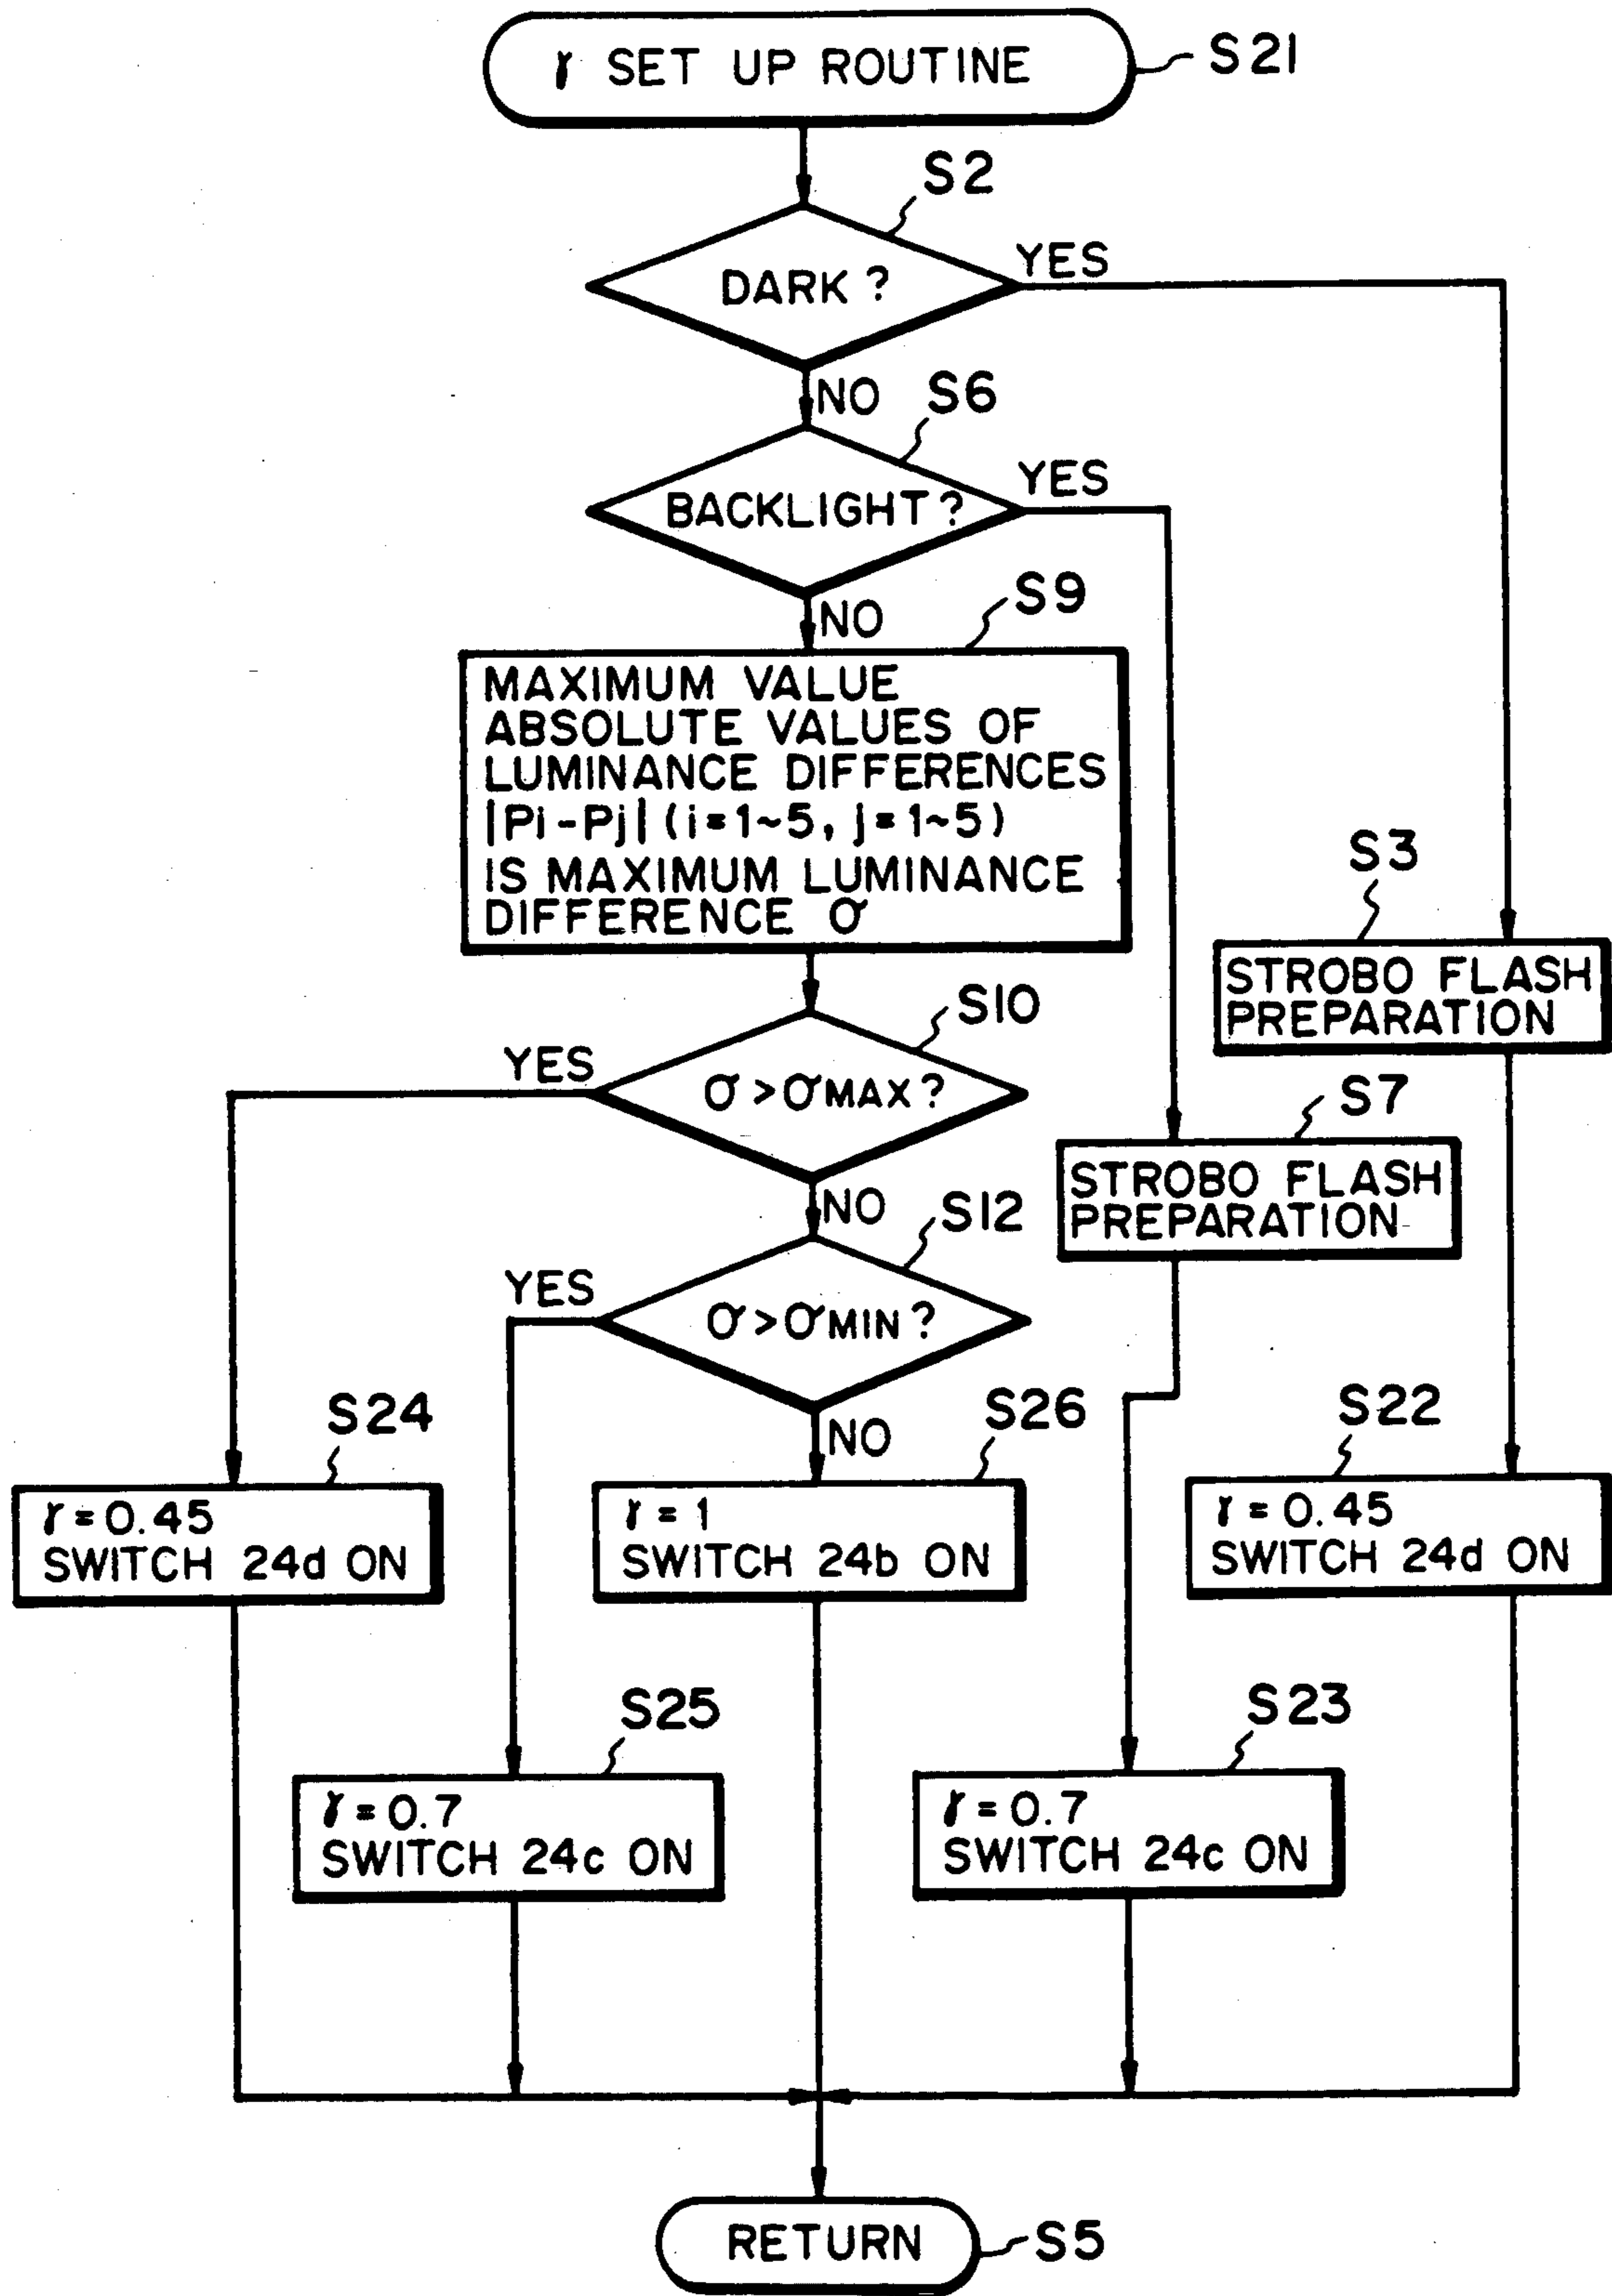 γ SET UP ROUTINE
S21
S2
DARK ?
YES
NO
S6
BACKLIGHT ?
YES
NO
S9
MAXIMUM VALUE
ABSOLUTE VALUES OF
LUMINANCE DIFFERENCES
|Pi-Pj| (i=1~5, j=1~5)
IS MAXIMUM LUMINANCE
DIFFERENCE σ
S3
STROBO FLASH
PREPARATION
S10
YES
σ > σMAX ?
NO
S7
STROBO FLASH
PREPARATION
S12
YES
σ > σMIN ?
NO
S24
γ = 0.45
SWITCH 24d ON
S26
γ = 1
SWITCH 24b ON
S22
γ = 0.45
SWITCH 24d ON
S25
γ = 0.7
SWITCH 24c ON
S23
γ = 0.7
SWITCH 24c ON
RETURN
S5